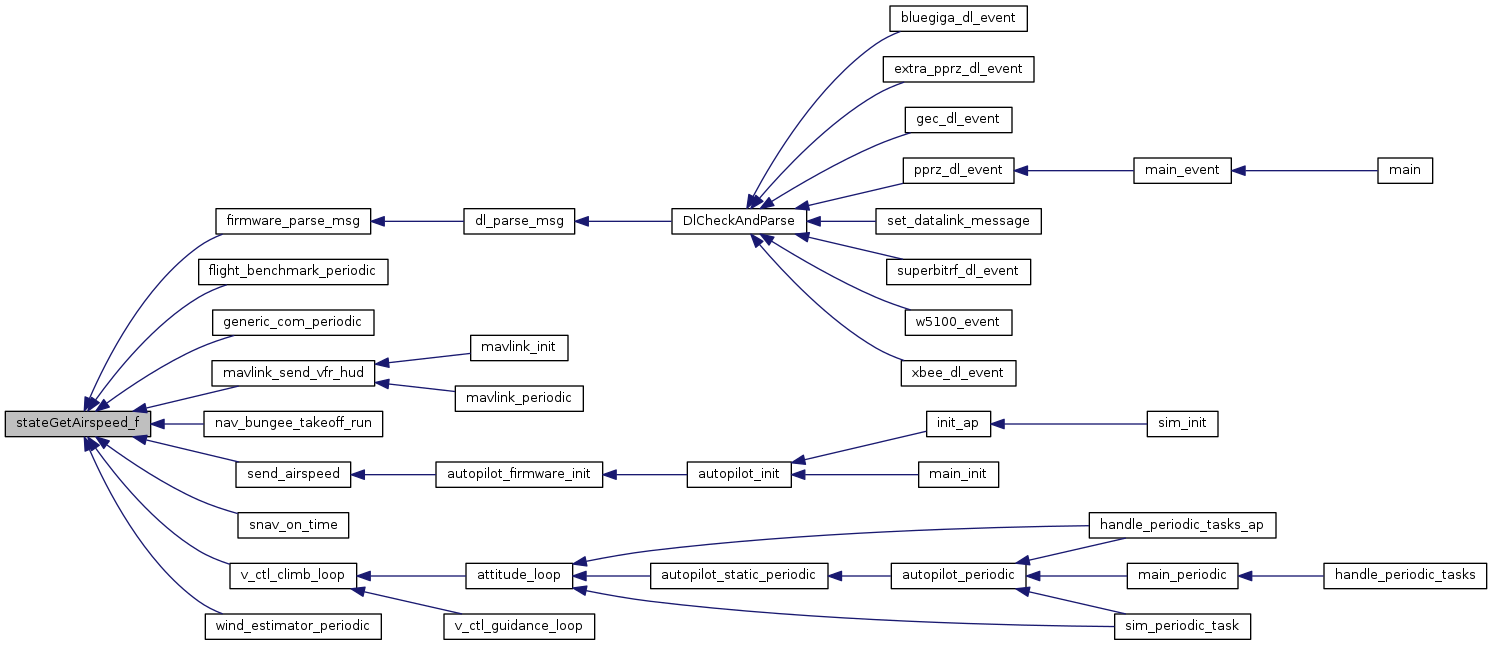 bluegiga_dl_event
extra_pprz_dl_event
gec_dl_event
pprz_dl_event
main_event
main
firmware_parse_msg
dl_parse_msg
DlCheckAndParse
set_datalink_message
flight_benchmark_periodic
superbitrf_dl_event
generic_com_periodic
w5100_event
mavlink_init
mavlink_send_vfr_hud
xbee_dl_event
mavlink_periodic
stateGetAirspeed_f
nav_bungee_takeoff_run
init_ap
sim_init
send_airspeed
autopilot_firmware_init
autopilot_init
main_init
snav_on_time
handle_periodic_tasks_ap
v_ctl_climb_loop
attitude_loop
autopilot_static_periodic
autopilot_periodic
main_periodic
handle_periodic_tasks
wind_estimator_periodic
v_ctl_guidance_loop
sim_periodic_task